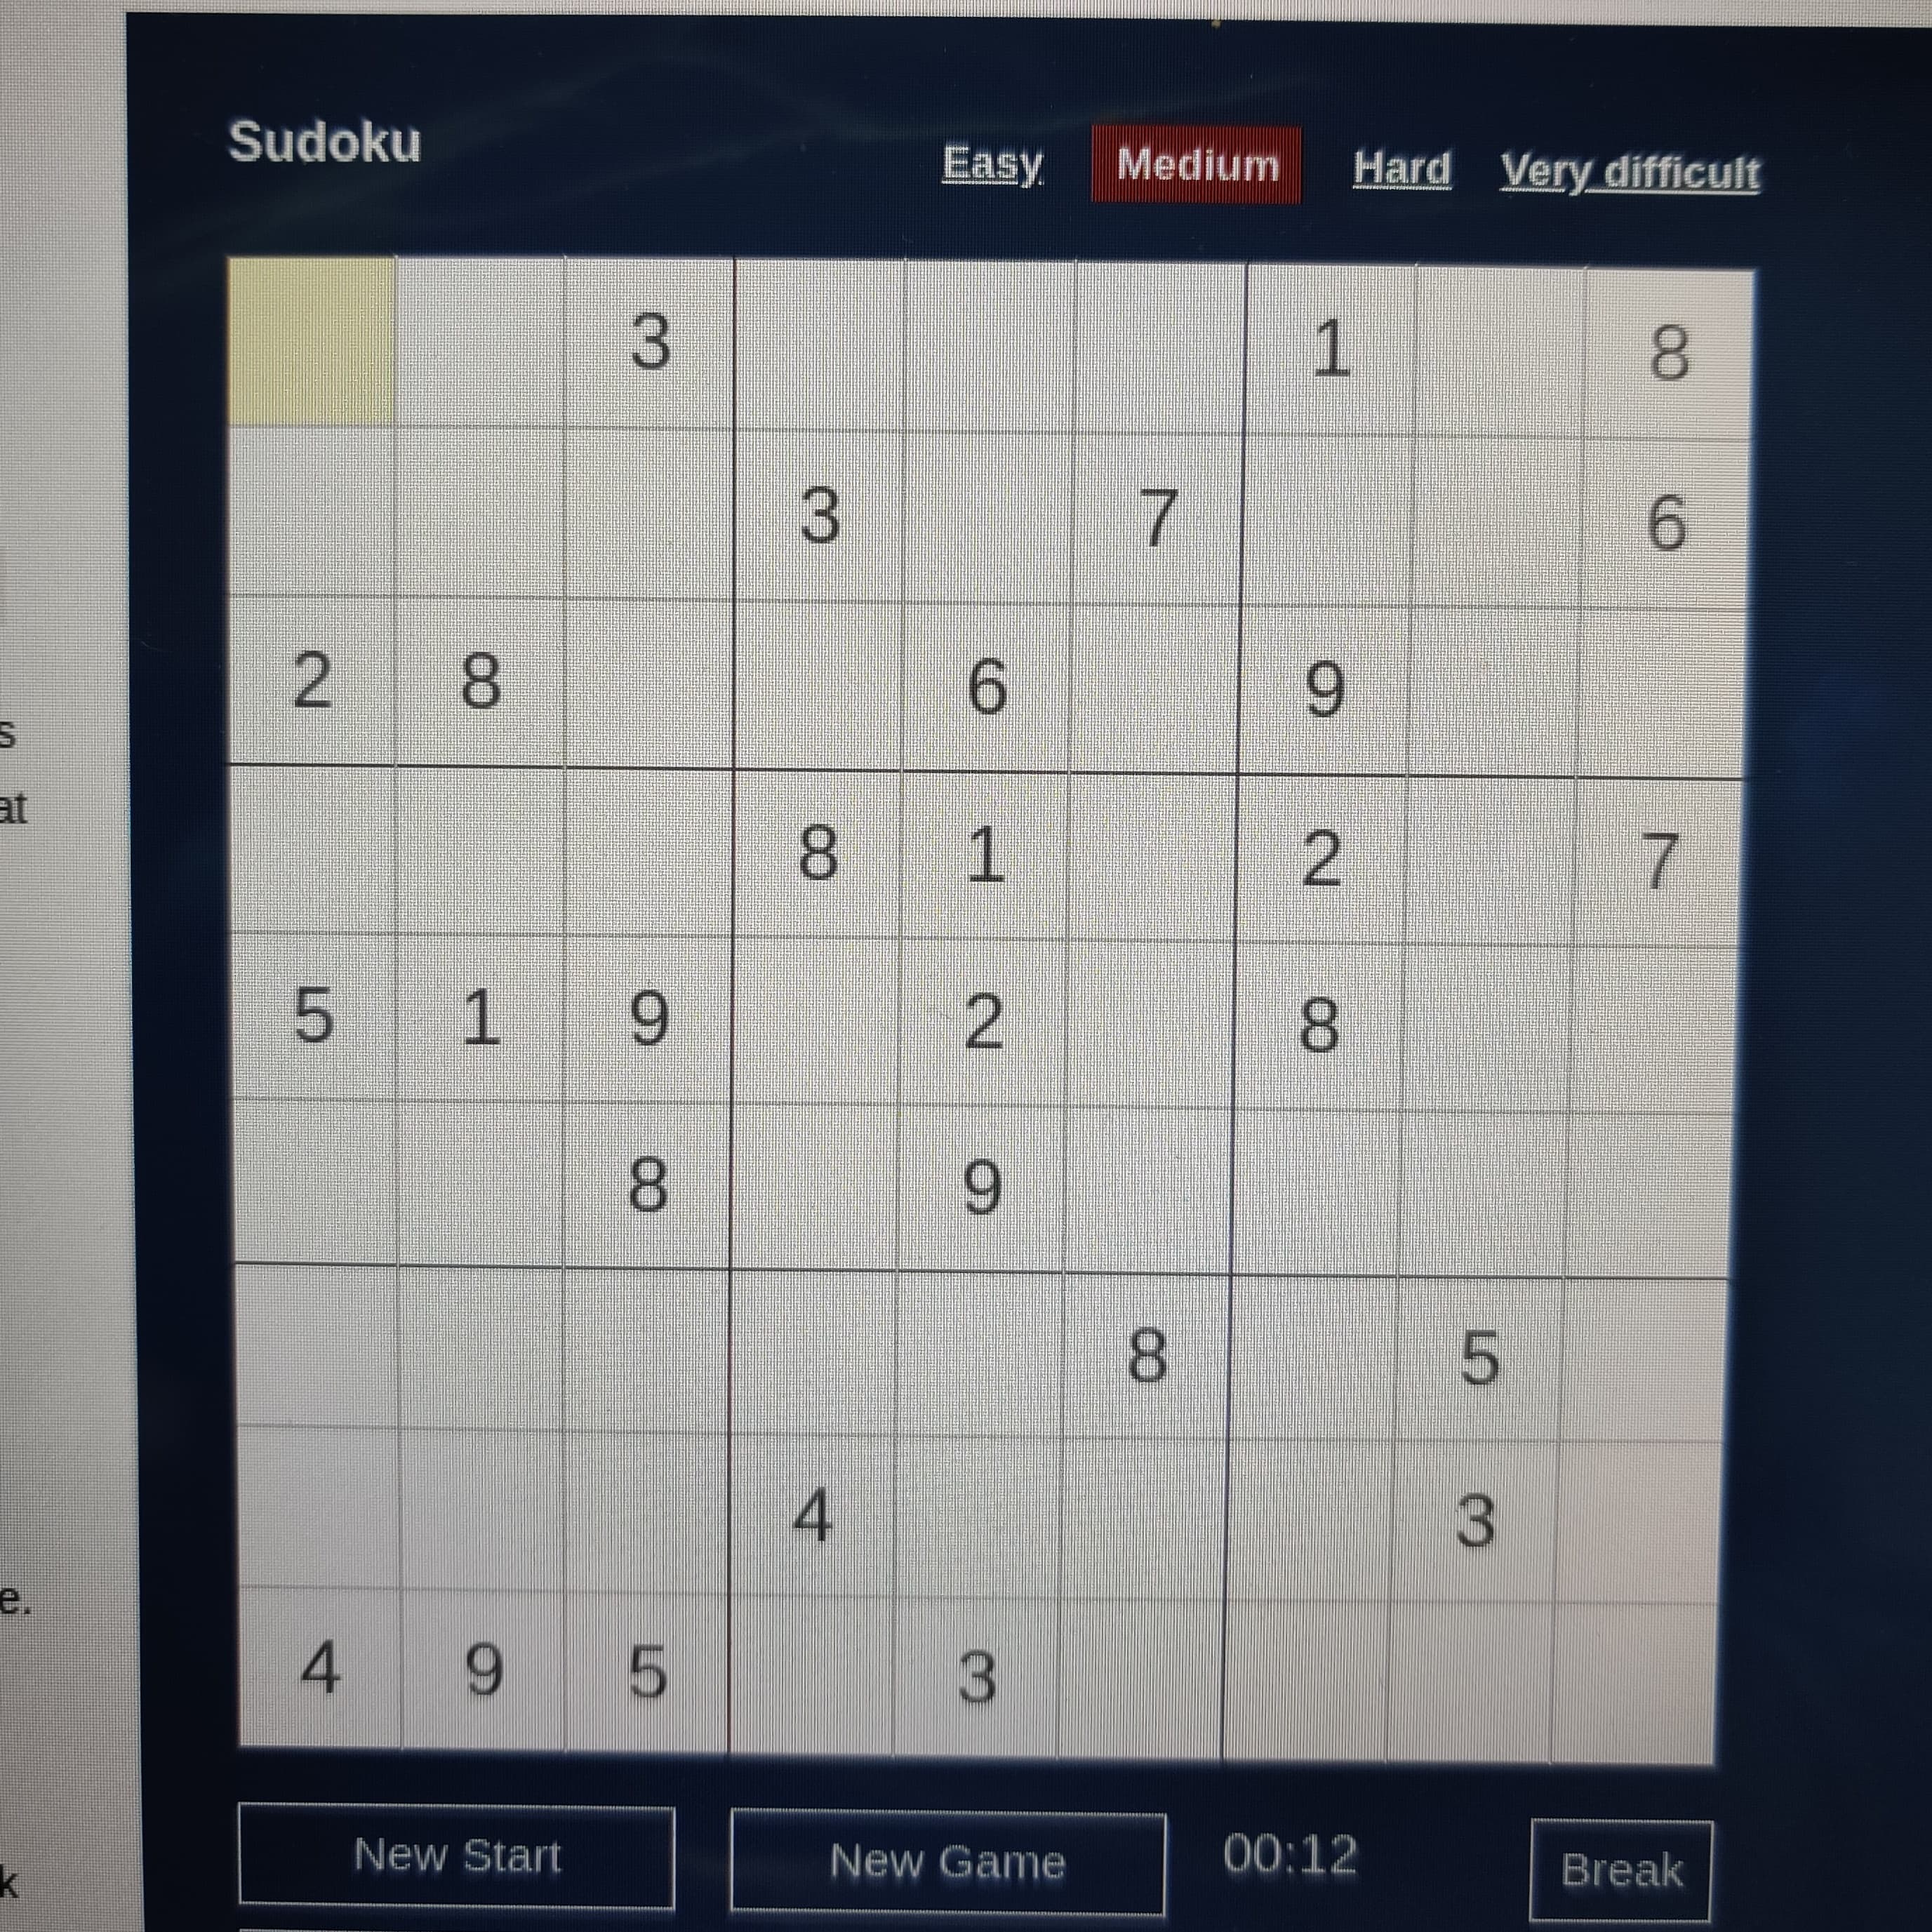 s
at
e.
k
Sudoku
Easy Medium Hard Very difficult
3 1 8
3 7 6
2 8 6 9
8 1 2 7
5 1 9 2 8
8 9
8 5
4 3
4 9 5 3
New Start New Game 00:12 Break